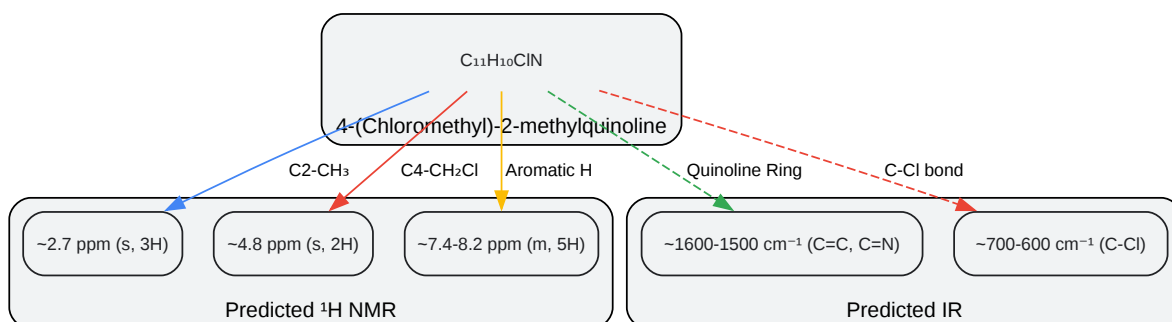 C₁₁H₁₀ClN
4-(Chloromethyl)-2-methylquinoline
C2-CH₃
C4-CH₂Cl
Aromatic H
Quinoline Ring
C-Cl bond
~2.7 ppm (s, 3H)
~4.8 ppm (s, 2H)
~7.4-8.2 ppm (m, 5H)
~1600-1500 cm⁻¹ (C=C, C=N)
~700-600 cm⁻¹ (C-Cl)
Predicted ¹H NMR
Predicted IR